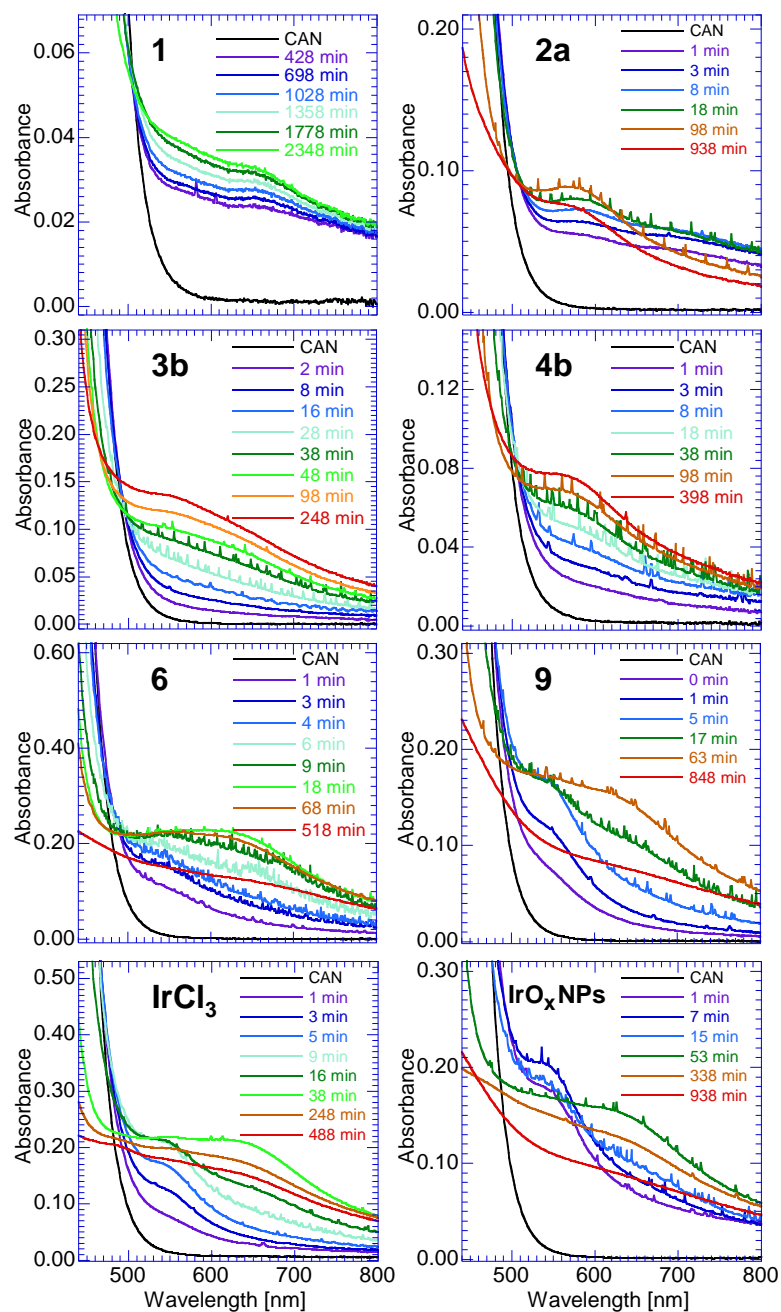 1
CAN
428 min
698 min
1028 min
1358 min
1778 min
2348 min
0.06
0.04
0.02
0.00
Absorbance
2a
CAN
1 min
3 min
8 min
18 min
98 min
938 min
0.20
0.10
0.00
Absorbance
3b
CAN
2 min
8 min
16 min
28 min
38 min
48 min
98 min
248 min
0.30
0.25
0.20
0.15
0.10
0.05
0.00
Absorbance
4b
CAN
1 min
3 min
8 min
18 min
38 min
98 min
398 min
0.12
0.08
0.04
0.00
Absorbance
6
CAN
1 min
3 min
4 min
6 min
9 min
18 min
68 min
518 min
0.60
0.40
0.20
0.00
Absorbance
9
CAN
0 min
1 min
5 min
17 min
63 min
848 min
0.30
0.20
0.10
0.00
Absorbance
IrCl₃
CAN
1 min
3 min
5 min
9 min
16 min
38 min
248 min
488 min
0.50
0.40
0.30
0.20
0.10
0.00
Absorbance
500 600 700 800
Wavelength [nm]
IrOₓNPs
CAN
1 min
7 min
15 min
53 min
338 min
938 min
0.30
0.20
0.10
0.00
Absorbance
500 600 700 800
Wavelength [nm]